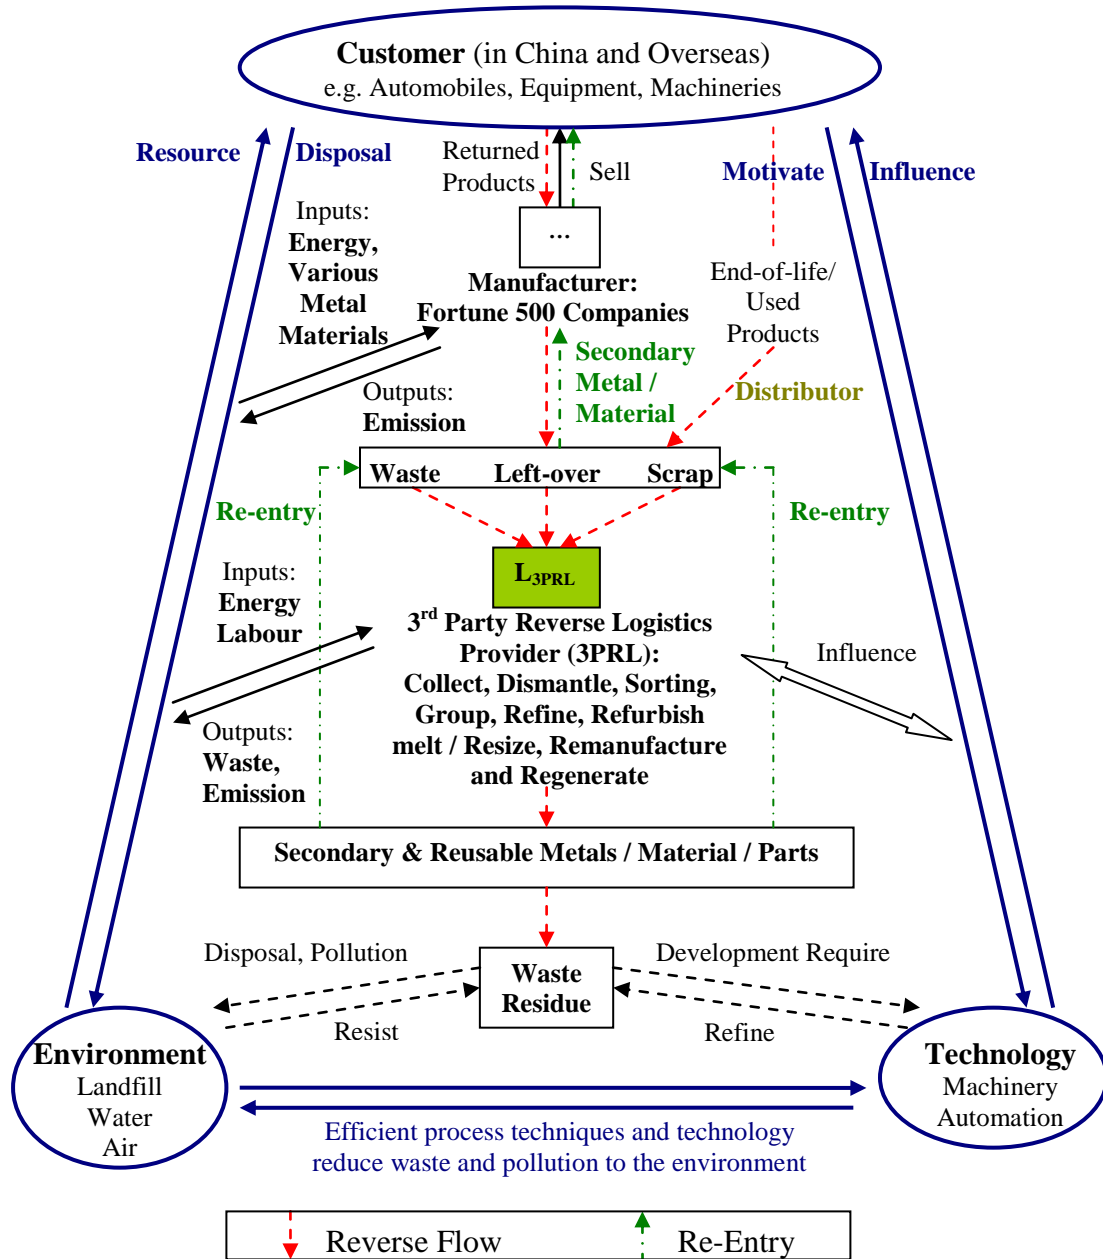 Customer (in China and Overseas)
e.g. Automobiles, Equipment, Machineries
Resource
Disposal
Returned
Products
Sell
Motivate
Influence
Inputs:
Energy,
Various
Metal
Materials
...
Manufacturer:
Fortune 500 Companies
End-of-life/
Used
Products
Secondary
Metal /
Material
Distributor
Outputs:
Emission
Waste Left-over Scrap
Re-entry
Re-entry
L3PRL
Inputs:
Energy
Labour
3rd Party Reverse Logistics
Provider (3PRL):
Collect, Dismantle, Sorting,
Group, Refine, Refurbish
melt / Resize, Remanufacture
and Regenerate
Influence
Outputs:
Waste,
Emission
Secondary & Reusable Metals / Material / Parts
Disposal, Pollution
Development Require
Waste
Residue
Resist
Refine
Environment
Landfill
Water
Air
Technology
Machinery
Automation
Efficient process techniques and technology
reduce waste and pollution to the environment
Reverse Flow Re-Entry